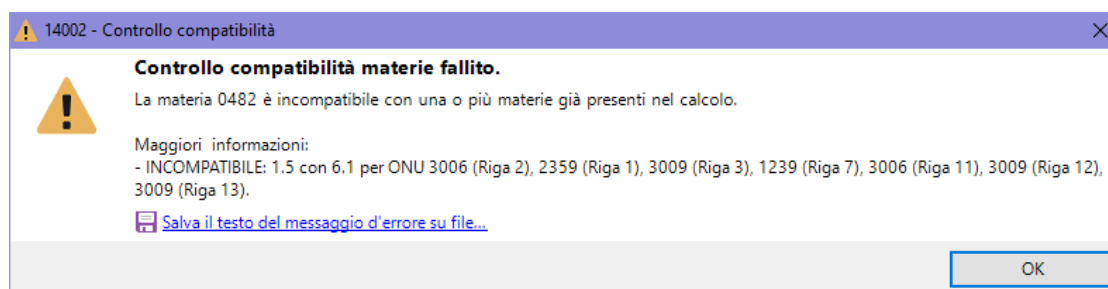 14002 - Controllo compatibilità
Controllo compatibilità materie fallito.
La materia 0482 è incompatibile con una o più materie già presenti nel calcolo.
Maggiori informazioni:
- INCOMPATIBILE: 1.5 con 6.1 per ONU 3006 (Riga 2), 2359 (Riga 1), 3009 (Riga 3), 1239 (Riga 7), 3006 (Riga 11), 3009 (Riga 12),
3009 (Riga 13).
Salva il testo del messaggio d'errore su file...
OK